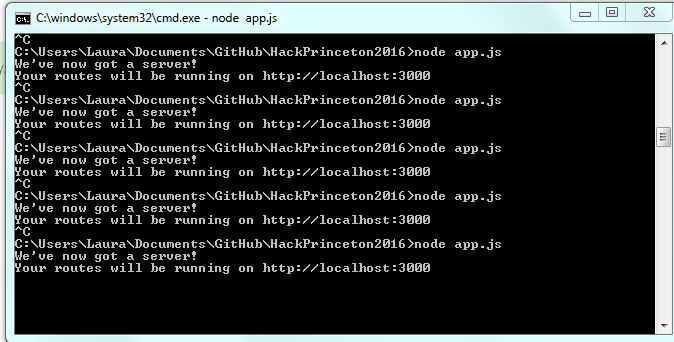 C:\windows\system32\cmd.exe - node  app.js
^C
C:\Users\Laura\Documents\GitHub\HackPrinceton2016>node app.js
We've now got a server!
Your routes will be running on http://localhost:3000
^C
C:\Users\Laura\Documents\GitHub\HackPrinceton2016>node app.js
We've now got a server!
Your routes will be running on http://localhost:3000
^C
C:\Users\Laura\Documents\GitHub\HackPrinceton2016>node app.js
We've now got a server!
Your routes will be running on http://localhost:3000
^C
C:\Users\Laura\Documents\GitHub\HackPrinceton2016>node app.js
We've now got a server!
Your routes will be running on http://localhost:3000
^C
C:\Users\Laura\Documents\GitHub\HackPrinceton2016>node app.js
We've now got a server!
Your routes will be running on http://localhost:3000